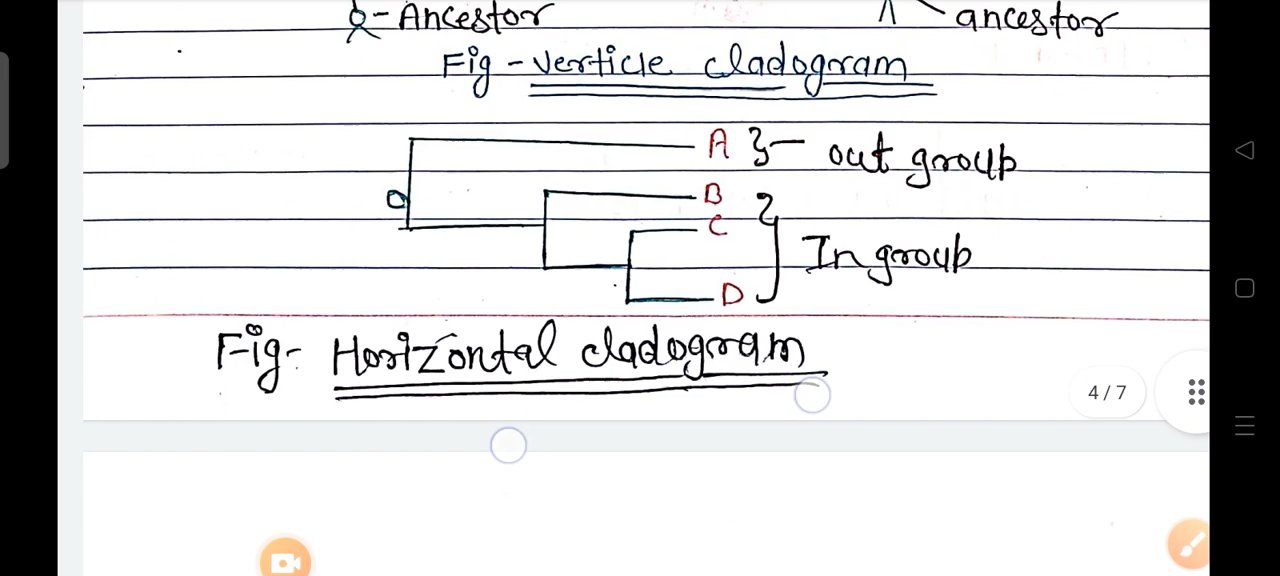 o-Ancestor
ancestor
Fig - verticle cladogram
A }- out group
o
B
C
In group
D
Fig- Horizontal cladogram
4/7